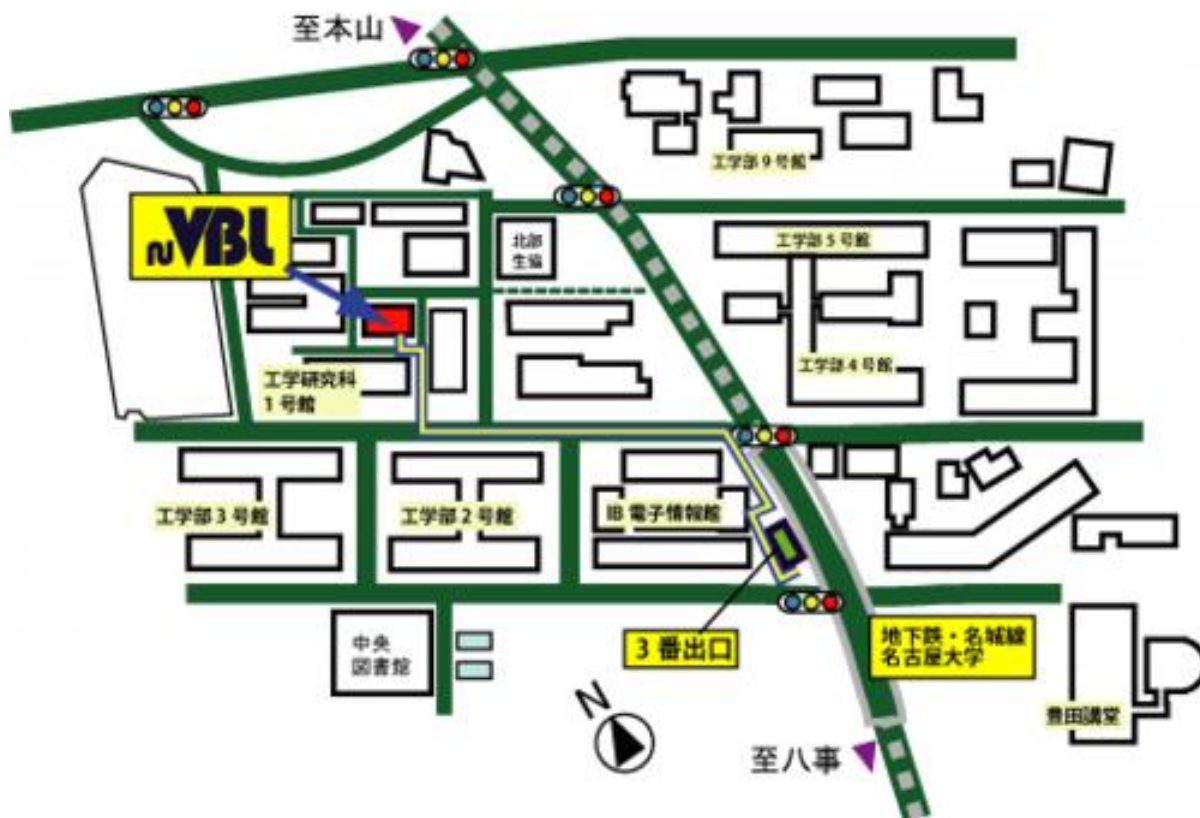 至本山
工学部9号館
VBL
北部
生協
工学部5号館
工学部4号館
工学研究科
1号館
工学部3号館
工学部2号館
IB電子情報館
中央
図書館
3番出口
地下鉄・名城線
名古屋大学
豊田講堂
N
至八事